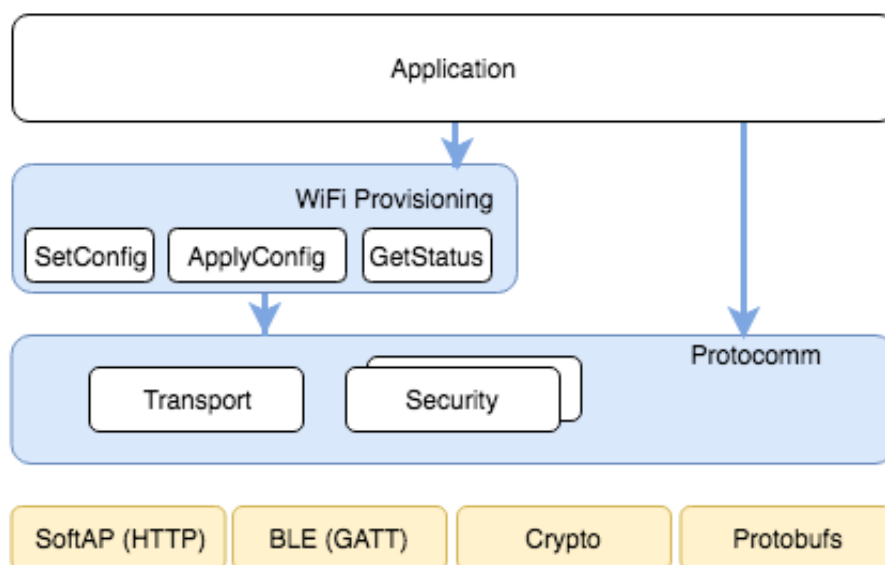 Application
WiFi Provisioning
SetConfig
ApplyConfig
GetStatus
Protocomm
Transport
Security
SoftAP (HTTP)
BLE (GATT)
Crypto
Protobufs